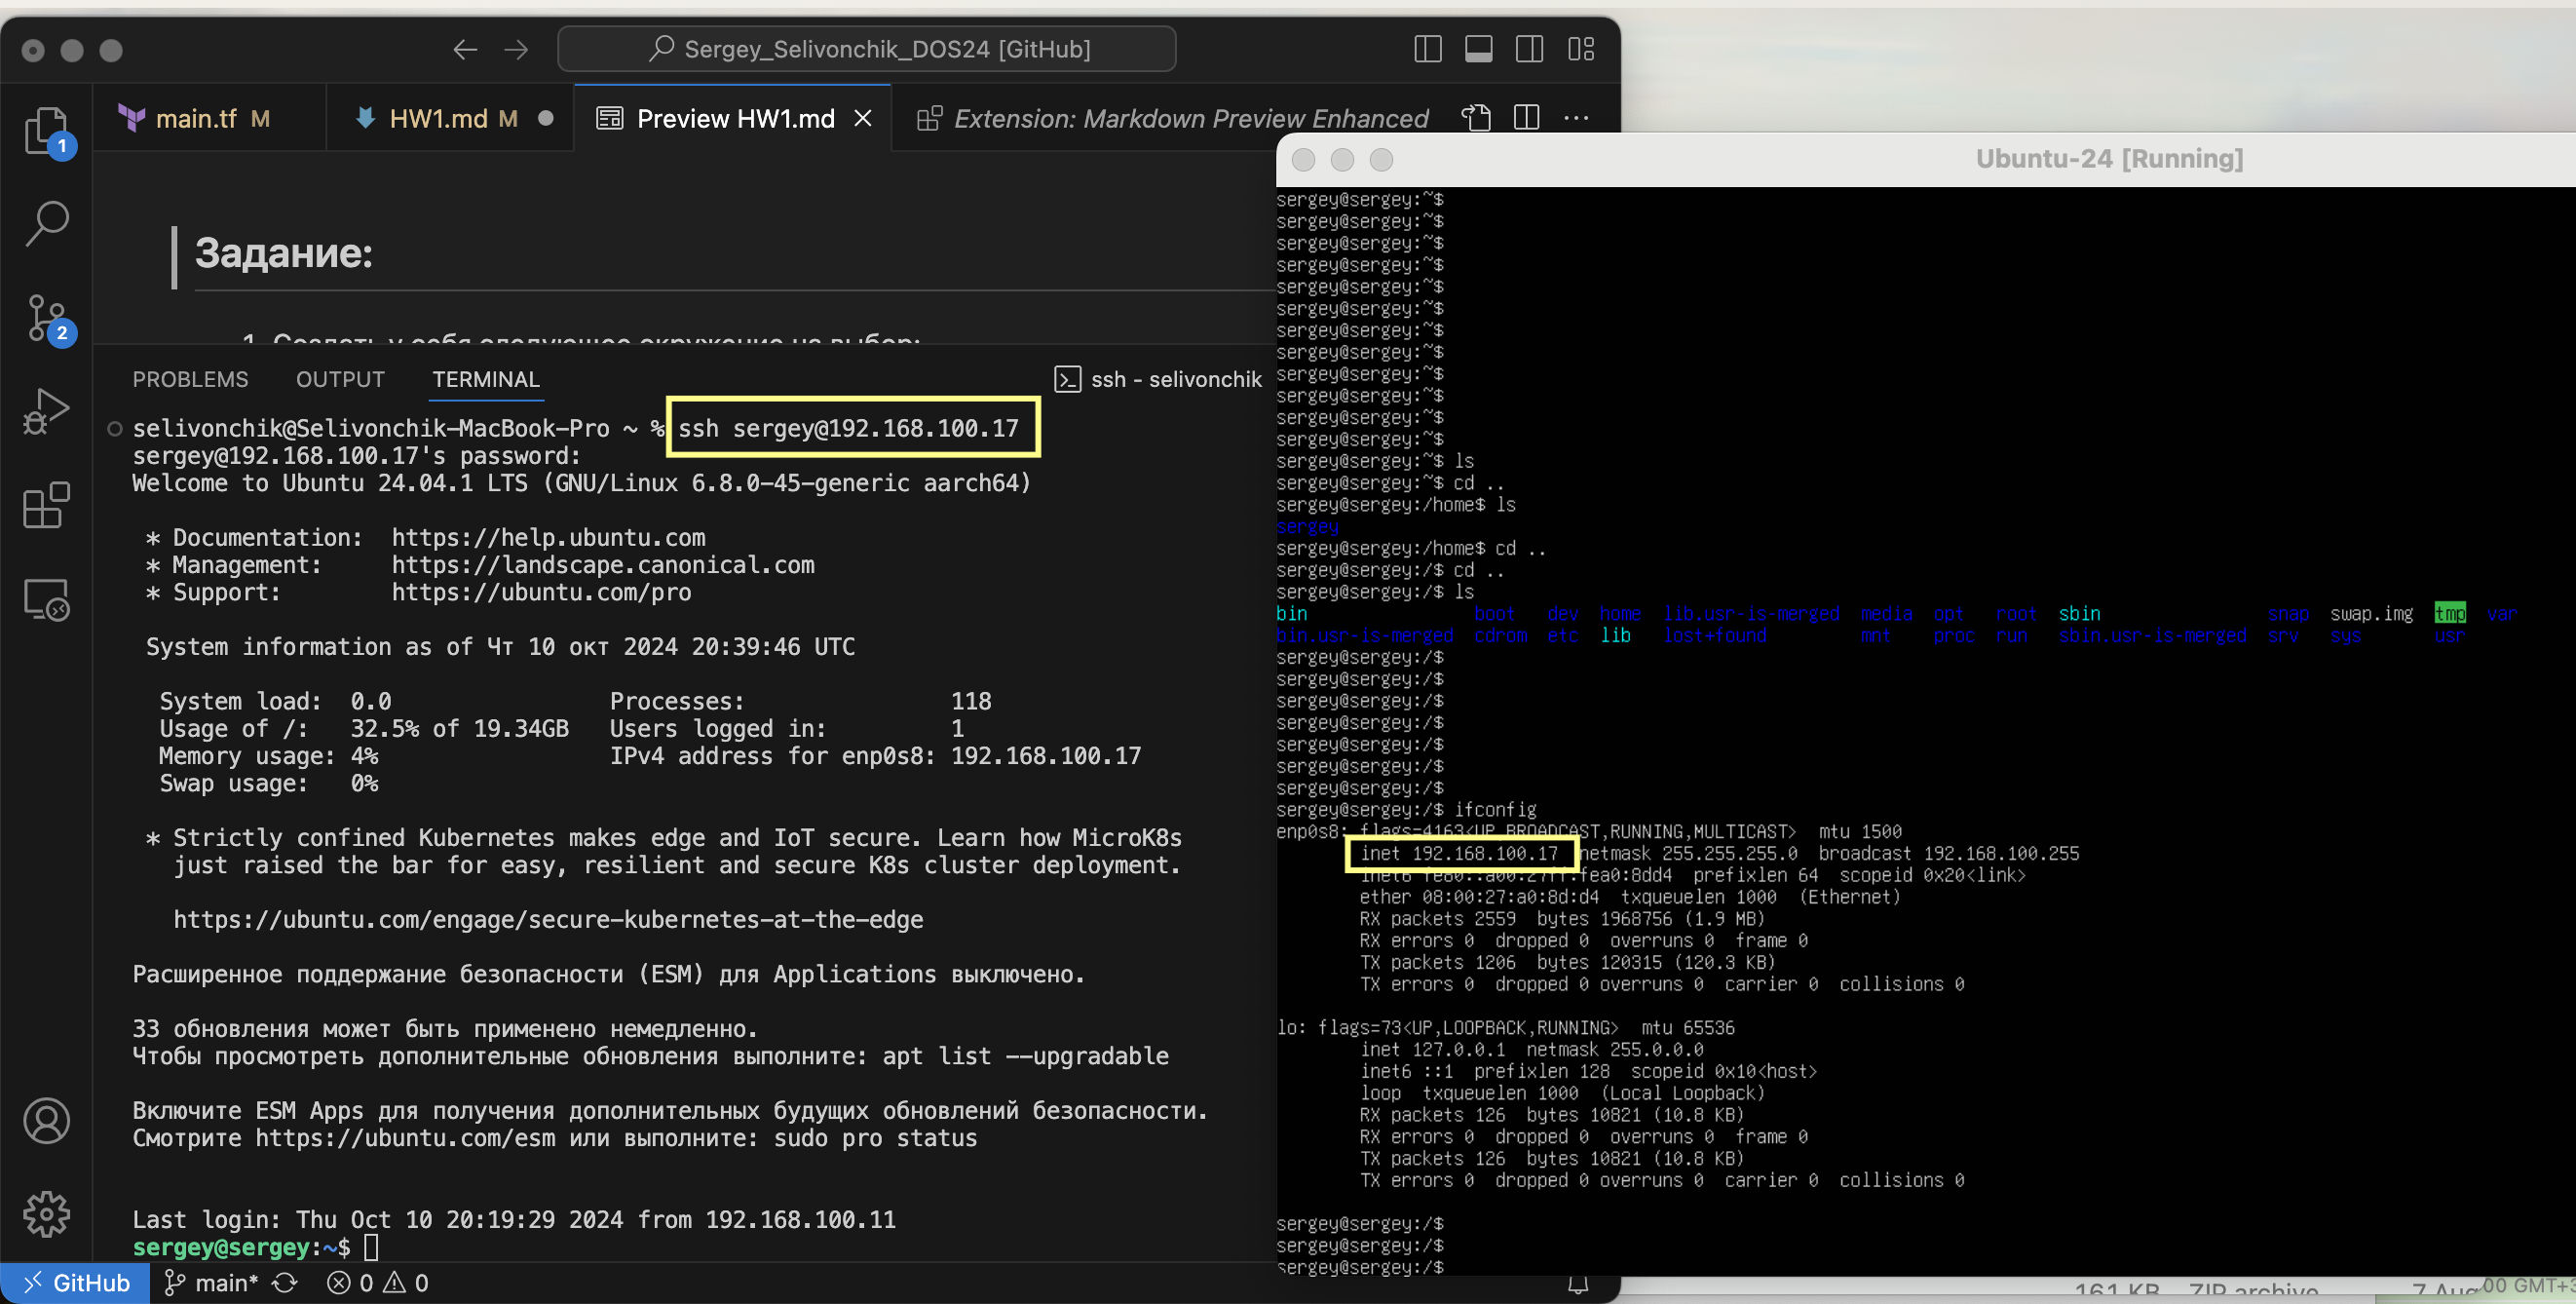 Sergey_Selivonchik_DOS24 [GitHub]
main.tf M
HW1.md M
Preview HW1.md
Extension: Markdown Preview Enhanced
1
2
Задание:
1. Создать у себя следующее окружение на выбор:
PROBLEMS OUTPUT TERMINAL
ssh - selivonchik
selivonchik@Selivonchik-MacBook-Pro ~ % ssh sergey@192.168.100.17
sergey@192.168.100.17's password:
Welcome to Ubuntu 24.04.1 LTS (GNU/Linux 6.8.0-45-generic aarch64)
* Documentation: https://help.ubuntu.com
* Management: https://landscape.canonical.com
* Support: https://ubuntu.com/pro
System information as of Чт 10 окт 2024 20:39:46 UTC
System load: 0.0 Processes: 118
Usage of /: 32.5% of 19.34GB Users logged in: 1
Memory usage: 4% IPv4 address for enp0s8: 192.168.100.17
Swap usage: 0%
* Strictly confined Kubernetes makes edge and IoT secure. Learn how MicroK8s
just raised the bar for easy, resilient and secure K8s cluster deployment.
https://ubuntu.com/engage/secure-kubernetes-at-the-edge
Расширенное поддержание безопасности (ESM) для Applications выключено.
33 обновления может быть применено немедленно.
Чтобы просмотреть дополнительные обновления выполните: apt list --upgradable
Включите ESM Apps для получения дополнительных будущих обновлений безопасности.
Смотрите https://ubuntu.com/esm или выполните: sudo pro status
Last login: Thu Oct 10 20:19:29 2024 from 192.168.100.11
sergey@sergey:~$
GitHub main* 0 0
Ubuntu-24 [Running]
sergey@sergey:~$
sergey@sergey:~$
sergey@sergey:~$
sergey@sergey:~$
sergey@sergey:~$
sergey@sergey:~$
sergey@sergey:~$
sergey@sergey:~$
sergey@sergey:~$
sergey@sergey:~$
sergey@sergey:~$
sergey@sergey:~$
sergey@sergey:~$ ls
sergey@sergey:~$ cd ..
sergey@sergey:/home$ ls
sergey
sergey@sergey:/home$ cd ..
sergey@sergey:/$ cd ..
sergey@sergey:/$ ls
bin boot dev home lib.usr-is-merged media opt root sbin snap swap.img tmp var
bin.usr-is-merged cdrom etc lib lost+found mnt proc run sbin.usr-is-merged srv sys usr
sergey@sergey:/$
sergey@sergey:/$
sergey@sergey:/$
sergey@sergey:/$
sergey@sergey:/$
sergey@sergey:/$
sergey@sergey:/$
sergey@sergey:/$ ifconfig
enp0s8: flags=4163<UP,BROADCAST,RUNNING,MULTICAST> mtu 1500
inet 192.168.100.17 netmask 255.255.255.0 broadcast 192.168.100.255
inet6 fe80::a00:27ff:fea0:8dd4 prefixlen 64 scopeid 0x20<link>
ether 08:00:27:a0:8d:d4 txqueuelen 1000 (Ethernet)
RX packets 2559 bytes 1968756 (1.9 MB)
RX errors 0 dropped 0 overruns 0 frame 0
TX packets 1206 bytes 120315 (120.3 KB)
TX errors 0 dropped 0 overruns 0 carrier 0 collisions 0
lo: flags=73<UP,LOOPBACK,RUNNING> mtu 65536
inet 127.0.0.1 netmask 255.0.0.0
inet6 ::1 prefixlen 128 scopeid 0x10<host>
loop txqueuelen 1000 (Local Loopback)
RX packets 126 bytes 10821 (10.8 KB)
RX errors 0 dropped 0 overruns 0 frame 0
TX packets 126 bytes 10821 (10.8 KB)
TX errors 0 dropped 0 overruns 0 carrier 0 collisions 0
sergey@sergey:/$
sergey@sergey:/$
sergey@sergey:/$
161 KB ZIP archive 7 Aug
00 GMT+3